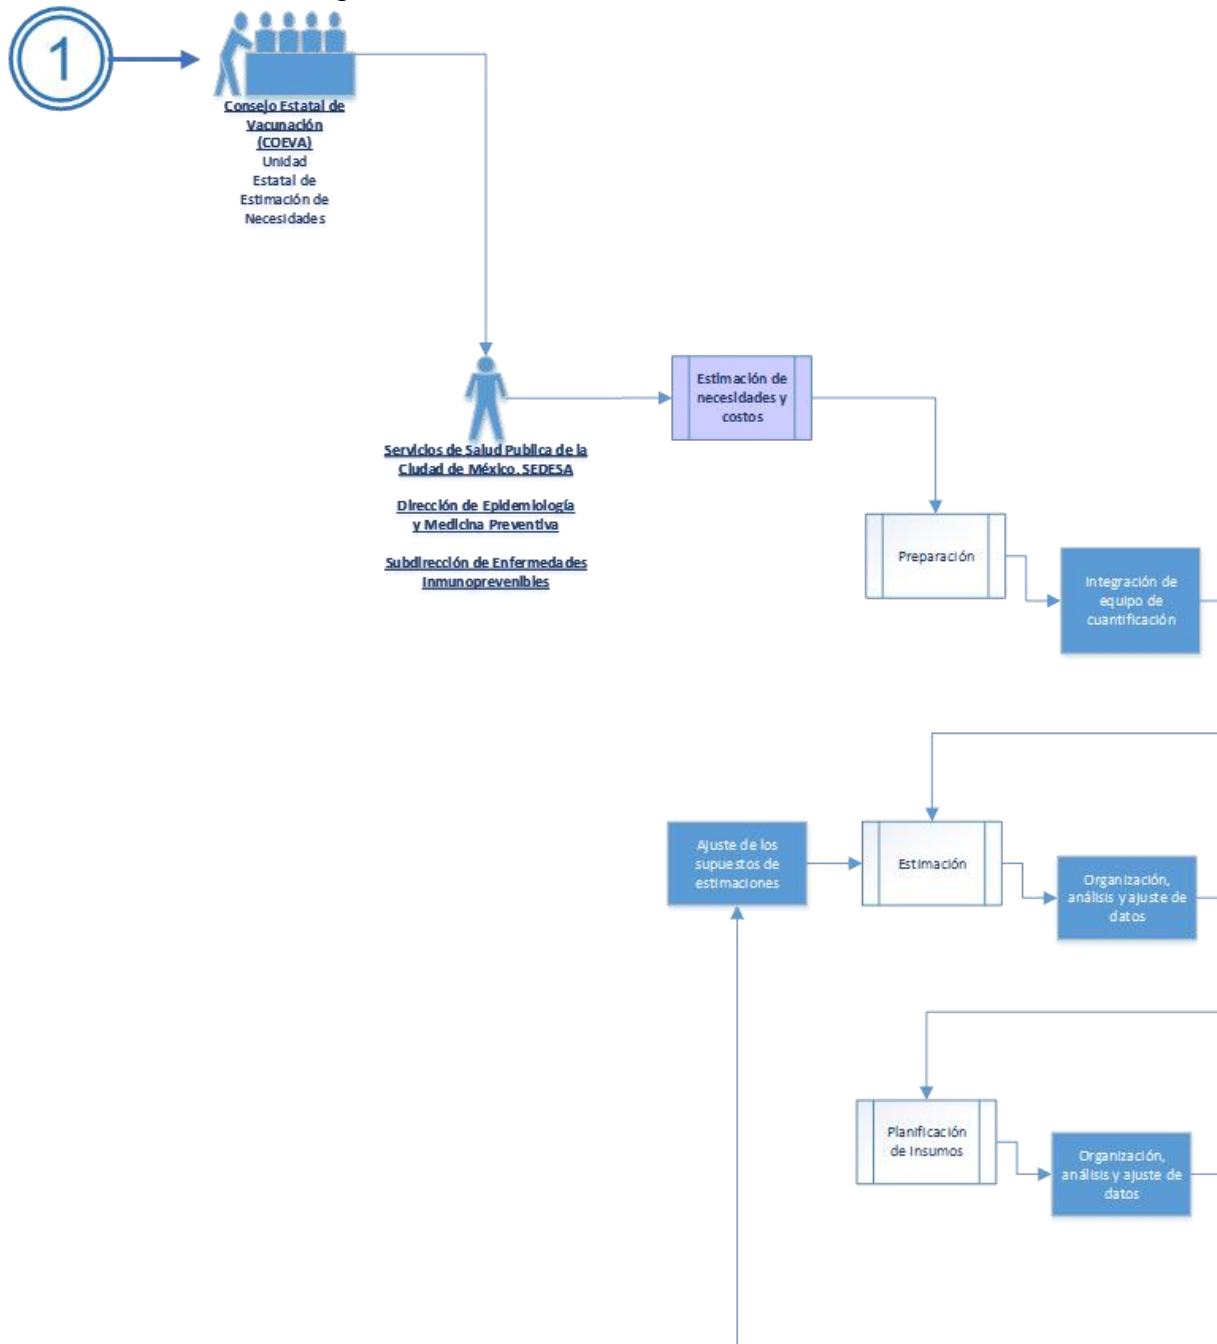 1
Consejo Estatal de
Vacunación
(COEVA)
Unidad
Estatal de
Estimación de
Necesidades
Estimación de
necesidades y
costos
Servicios de Salud Publica de la
Ciudad de México. SEDESA
Dirección de Epidemiología
y Medicina Preventiva
Subdirección de Enfermedades
Inmunoprevenibles
Preparación
Integración de
equipo de
cuantificación
Ajuste de los
supuestos de
estimaciones
Estimación
Organización,
análisis y ajuste de
datos
Planificación
de Insumos
Organización,
análisis y ajuste de
datos